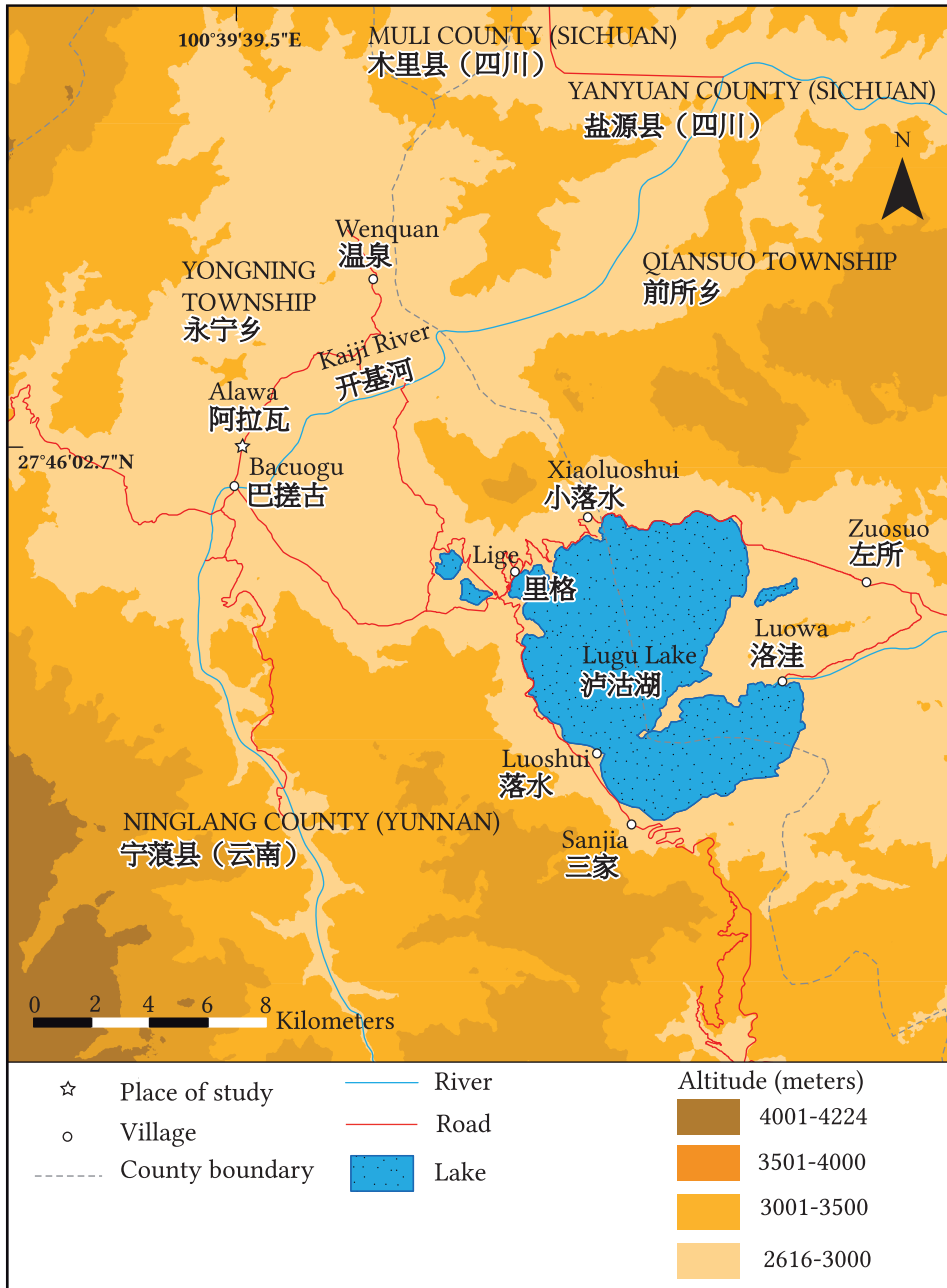 100°39'39.5"E
MULI COUNTY (SICHUAN)
木里县（四川）
YANYUAN COUNTY (SICHUAN)
盐源县（四川）
N
Wenquan
温泉
YONGNING
TOWNSHIP
永宁乡
QIANSUO TOWNSHIP
前所乡
Kaiji River
开基河
Alawa
阿拉瓦
27°46'02.7"N
Bacuogu
巴搓古
Xiaoluoshui
小落水
Zuosuo
左所
Lige
里格
Luowa
洛洼
Lugu Lake
泸沽湖
Luoshui
落水
NINGLANG COUNTY (YUNNAN)
宁蒗县（云南）
Sanjia
三家
0 2 4 6 8
Kilometers
Place of study
Village
County boundary
River
Road
Lake
Altitude (meters)
4001-4224
3501-4000
3001-3500
2616-3000